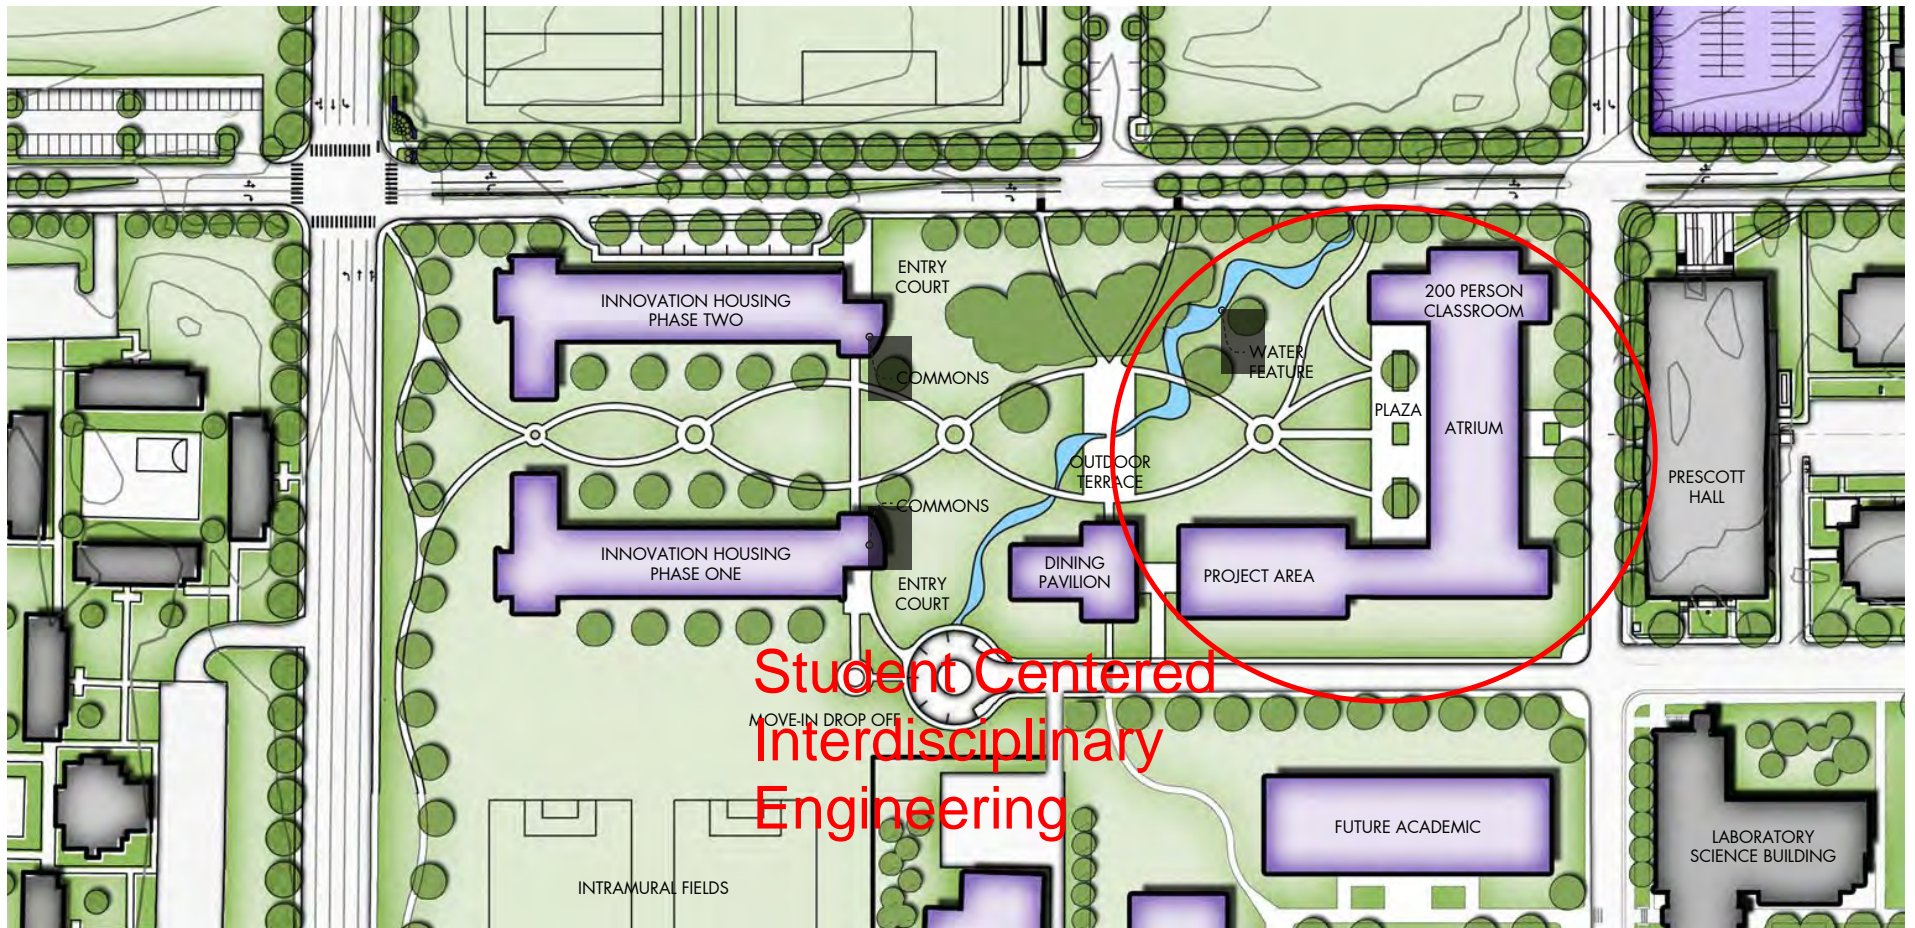 ENTRY
COURT
INNOVATION HOUSING
PHASE TWO
200 PERSON
CLASSROOM
WATER
FEATURE
COMMONS
PLAZA
ATRIUM
OUTDOOR
TERRACE
PRESCOTT
HALL
COMMONS
INNOVATION HOUSING
PHASE ONE
DINING
PAVILION
PROJECT AREA
ENTRY
COURT
Student Centered
Interdisciplinary
Engineering
MOVE-IN DROP OFF
FUTURE ACADEMIC
LABORATORY
SCIENCE BUILDING
INTRAMURAL FIELDS